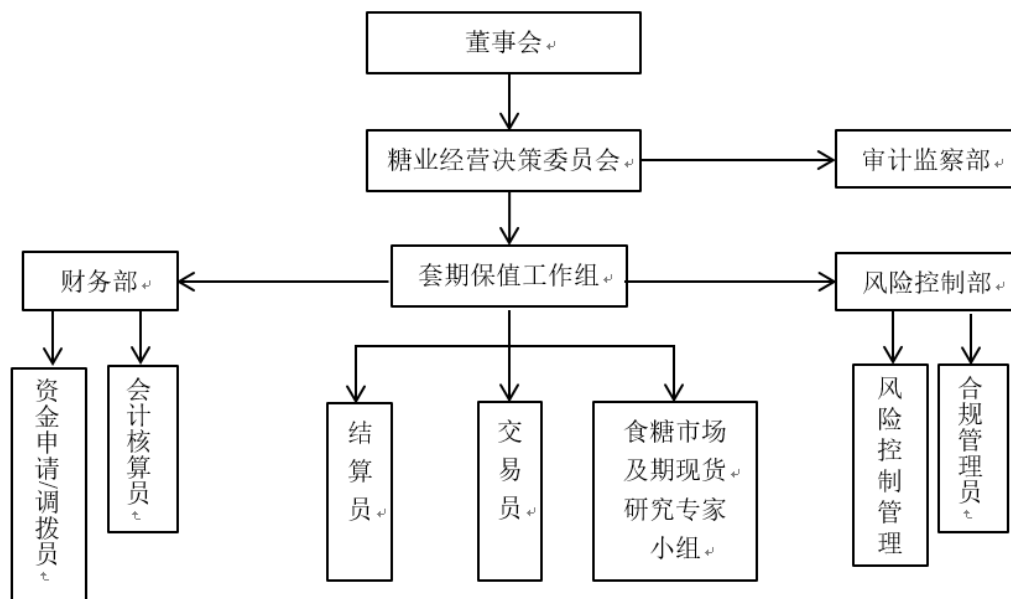 董事会
糖业经营决策委员会
审计监察部
财务部
套期保值工作组
风险控制部
资金申请/调拨员
会计核算员
结算员
交易员
食糖市场
及期现货
研究专家
小组
风险控制管理
合规管理员